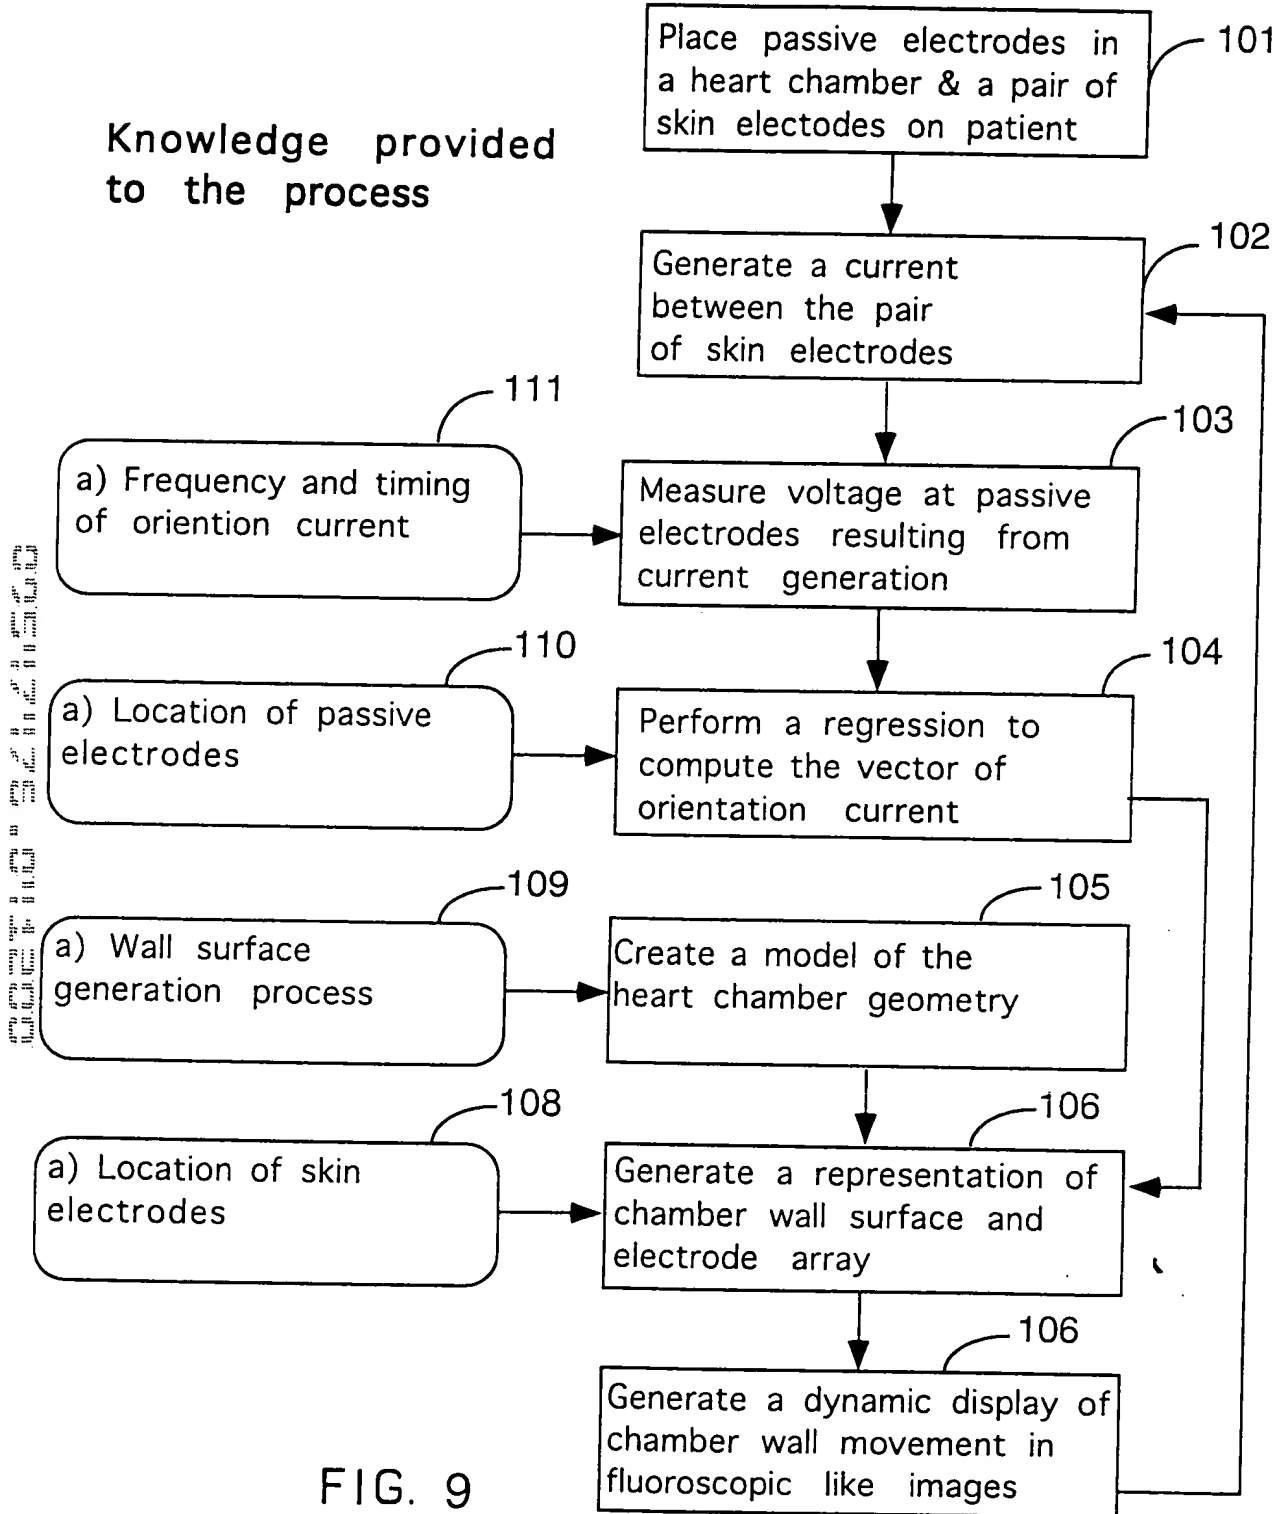 Place passive electrodes in
a heart chamber & a pair of
skin electodes on patient
101
Knowledge provided
to the process
Generate a current
between the pair
of skin electrodes
102
111
a) Frequency and timing
of oriention current
Measure voltage at passive
electrodes resulting from
current generation
103
110
a) Location of passive
electrodes
Perform a regression to
compute the vector of
orientation current
104
109
a) Wall surface
generation process
Create a model of the
heart chamber geometry
105
108
a) Location of skin
electrodes
Generate a representation of
chamber wall surface and
electrode array
106
Generate a dynamic display of
chamber wall movement in
fluoroscopic like images
106
FIG. 9